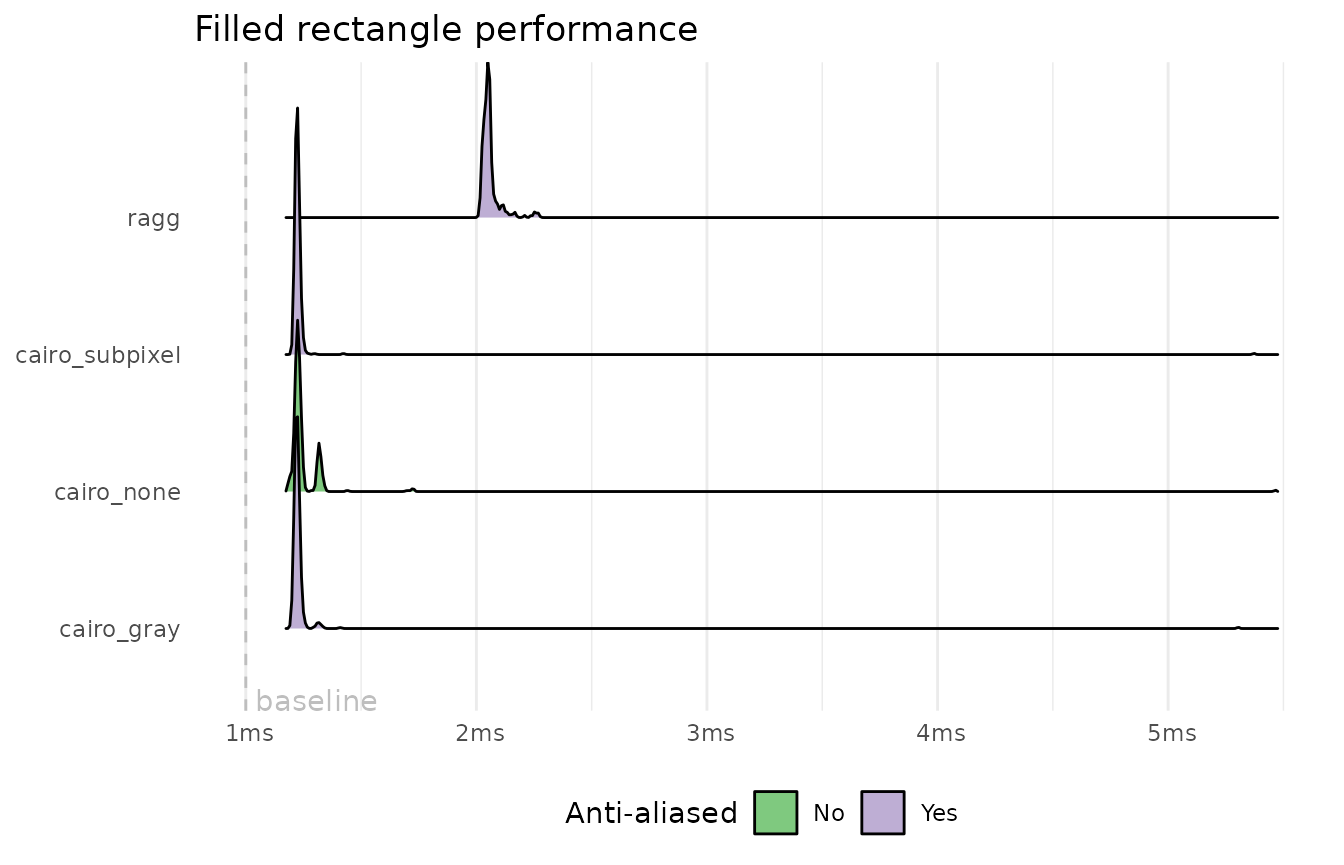 Filled rectangle performance
ragg
cairo_subpixel
cairo_none
cairo_gray
baseline
1ms 2ms 3ms 4ms 5ms
Anti-aliased No Yes